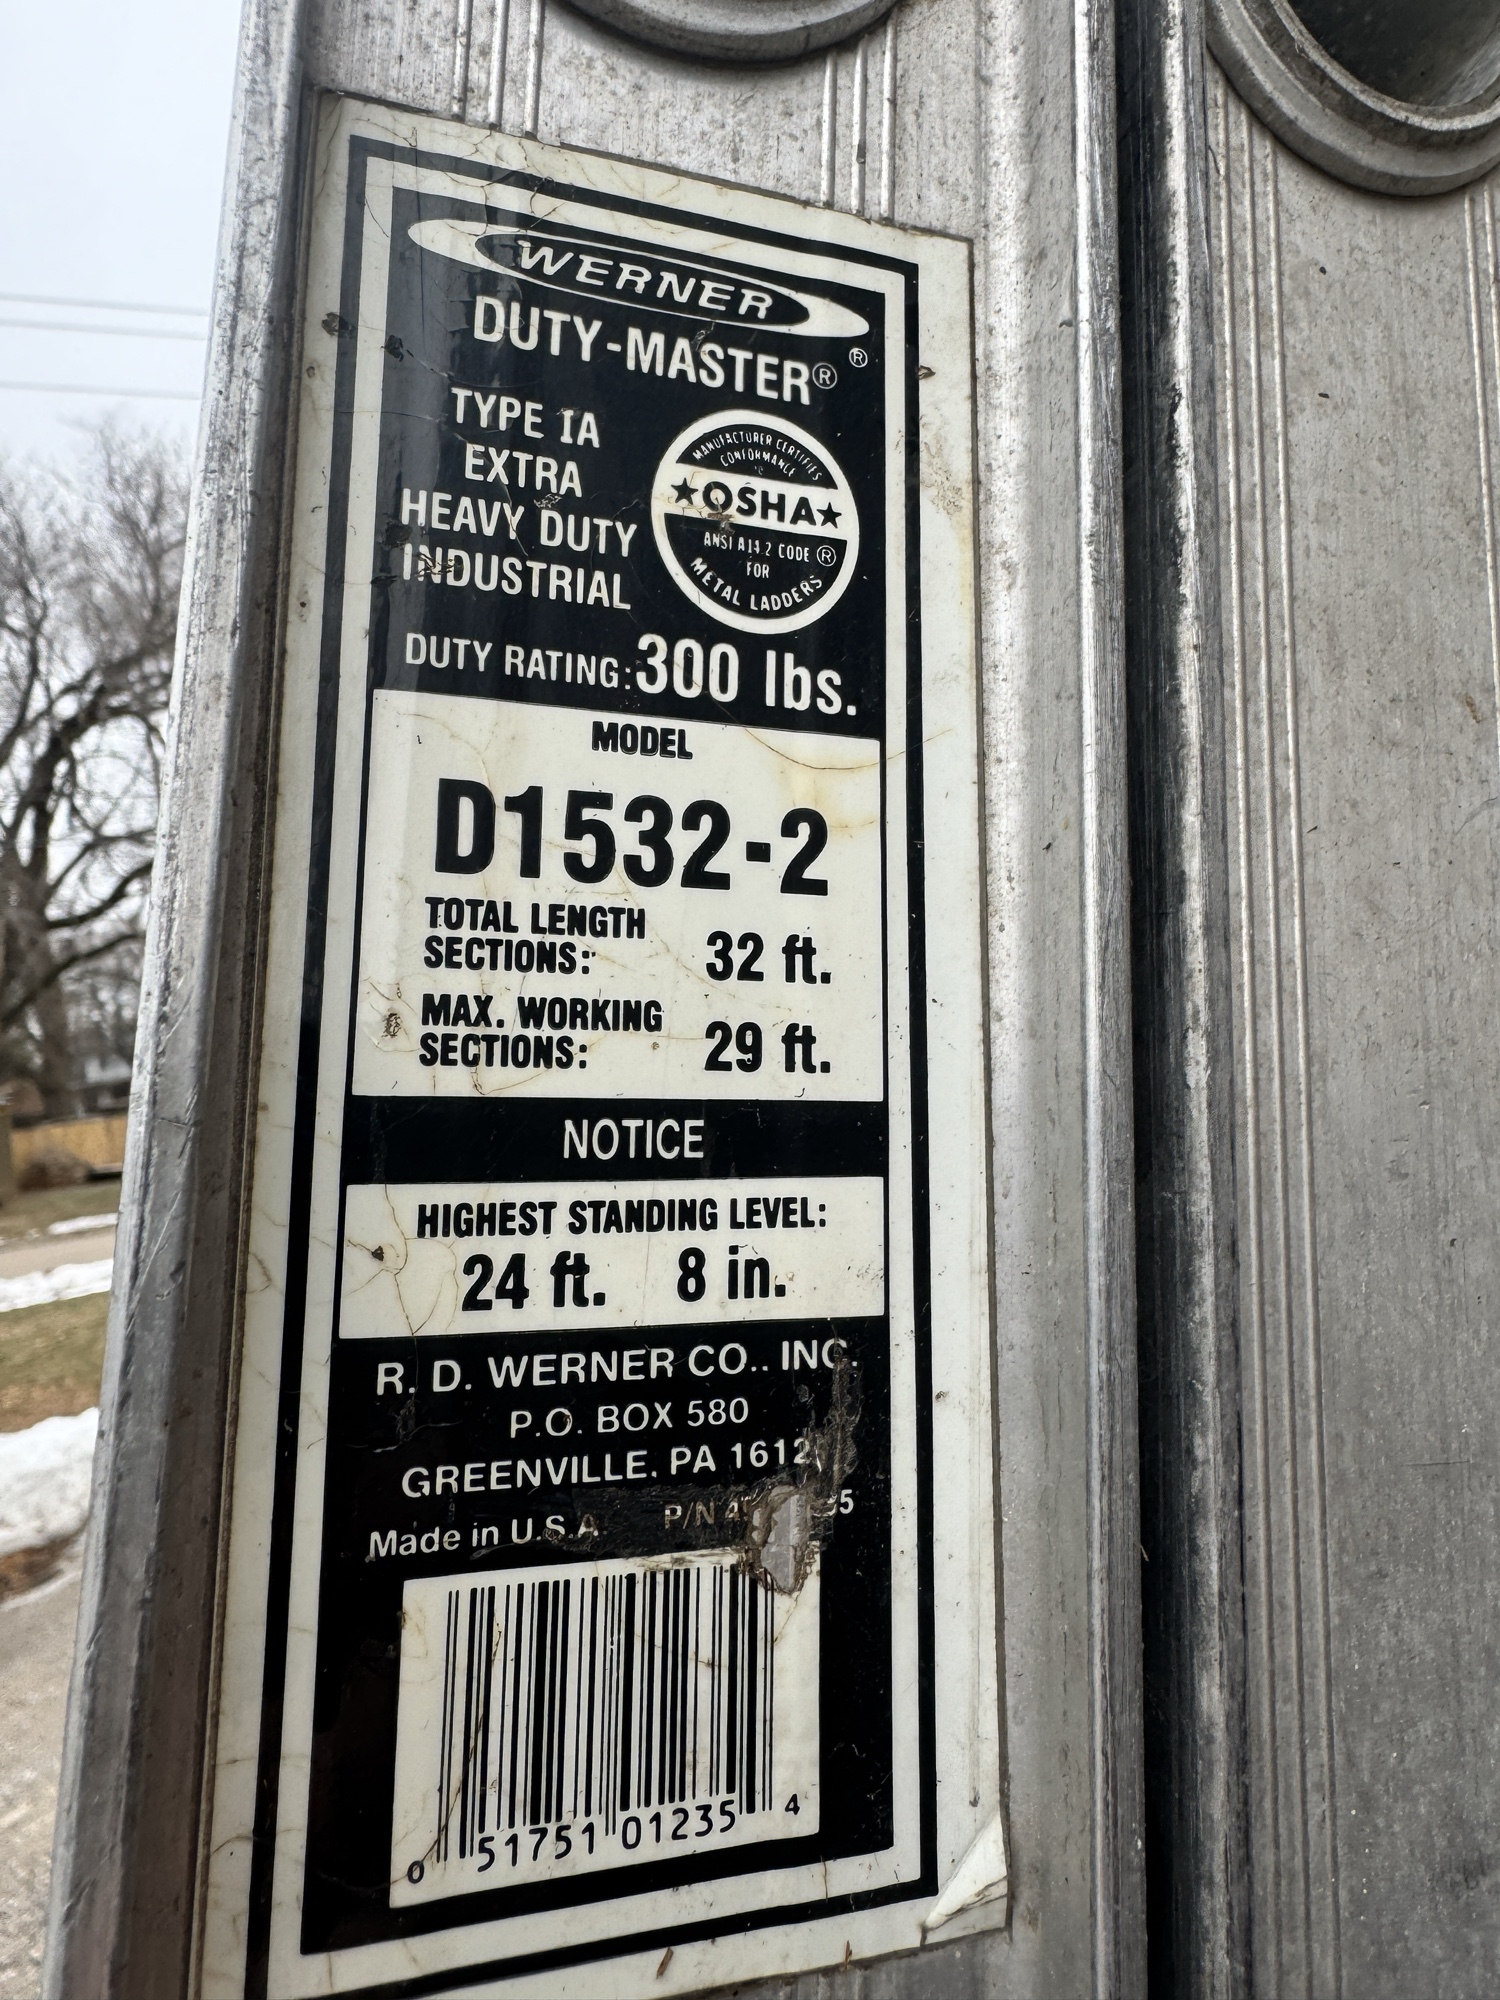 WERNER
®
DUTY-MASTER®
TYPE IA
EXTRA
HEAVY DUTY
INDUSTRIAL
MANUFACTURER CERTIFIES
CONFORMANCE
★OSHA★
ANSI A14.2 CODE ®
FOR
METAL LADDERS
DUTY RATING: 300 lbs.
MODEL
D1532-2
TOTAL LENGTH
SECTIONS: 32 ft.
MAX. WORKING
SECTIONS: 29 ft.
NOTICE
HIGHEST STANDING LEVEL:
24 ft. 8 in.
R. D. WERNER CO., INC.
P.O. BOX 580
GREENVILLE, PA
Made in U.S.A. P/N
0 51751 01235 4